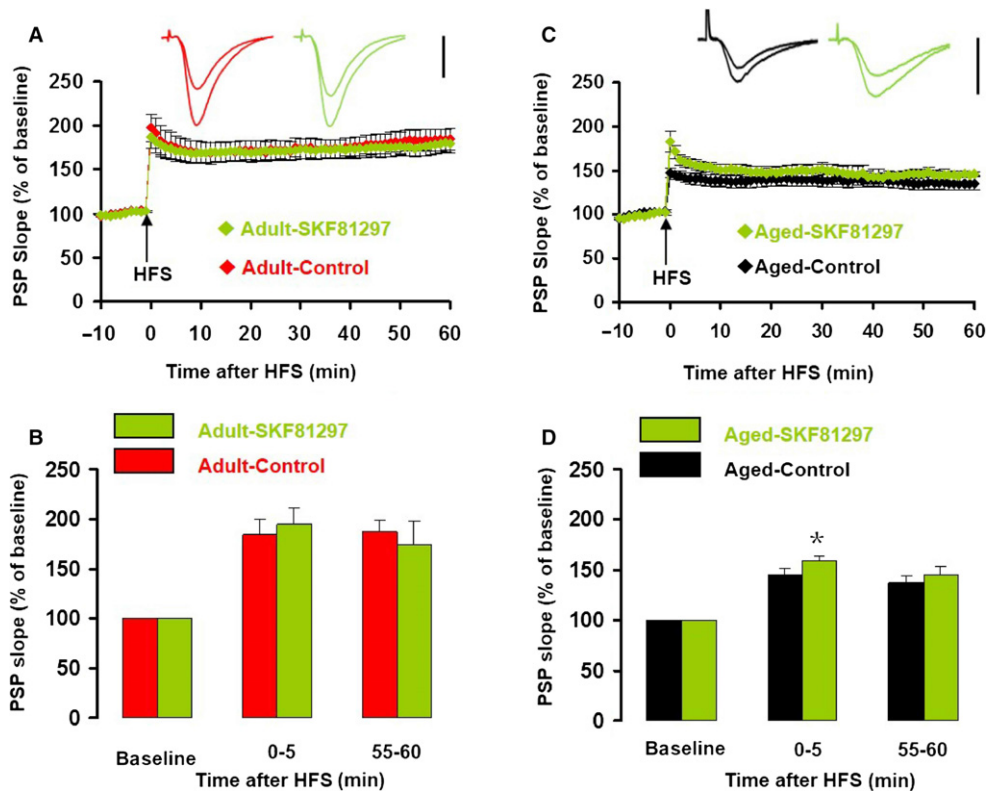 A
PSP Slope (% of baseline)
250
200
150
100
50
0
HFS
Adult-SKF81297
Adult-Control
–10 0 10 20 30 40 50 60
Time after HFS (min)
C
PSP Slope (% of baseline)
250
200
150
100
50
0
HFS
Aged-SKF81297
Aged-Control
–10 0 10 20 30 40 50 60
Time after HFS (min)
B
Adult-SKF81297
Adult-Control
PSP slope (% of baseline)
250
200
150
100
50
0
Baseline 0-5 55-60
Time after HFS (min)
D
Aged-SKF81297
Aged-Control
PSP slope (% of baseline)
250
200
150
100
50
0
*
Baseline 0-5 55-60
Time after HFS (min)